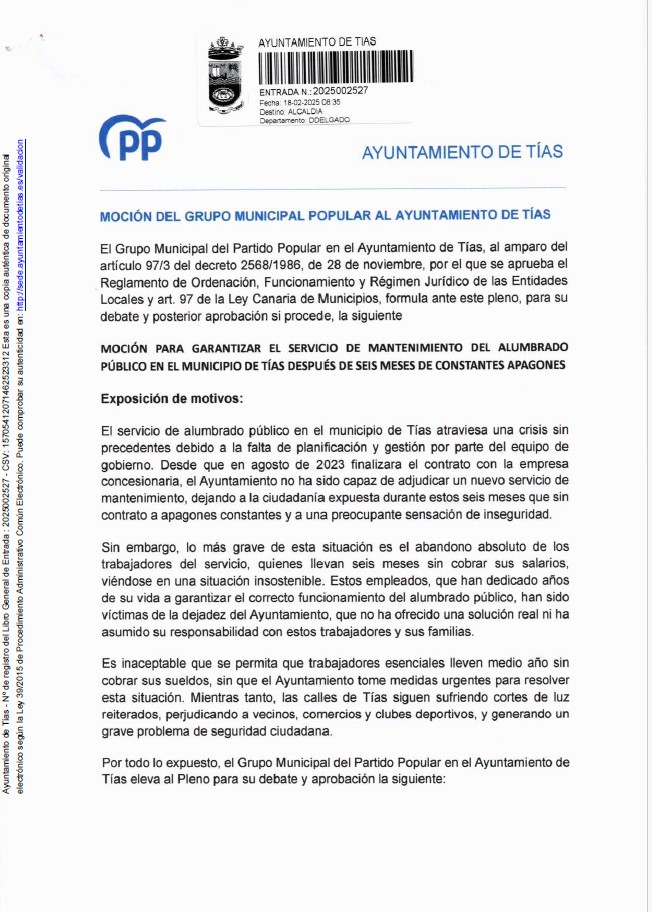 AYUNTAMIENTO DE TIAS
ENTRADA N.: 2025002527
Fecha: 18-02-2025 08:35
Destino: ALCALDIA
Departamento: DDELGADO
pp
AYUNTAMIENTO DE TÍAS
MOCIÓN DEL GRUPO MUNICIPAL POPULAR AL AYUNTAMIENTO DE TÍAS
El Grupo Municipal del Partido Popular en el Ayuntamiento de Tías, al amparo del
artículo 97/3 del decreto 2568/1986, de 28 de noviembre, por el que se aprueba el
Reglamento de Ordenación, Funcionamiento y Régimen Jurídico de las Entidades
Locales y art. 97 de la Ley Canaria de Municipios, formula ante este pleno, para su
debate y posterior aprobación si procede, la siguiente
MOCIÓN PARA GARANTIZAR EL SERVICIO DE MANTENIMIENTO DEL ALUMBRADO
PÚBLICO EN EL MUNICIPIO DE TÍAS DESPUÉS DE SEIS MESES DE CONSTANTES APAGONES
Exposición de motivos:
El servicio de alumbrado público en el municipio de Tías atraviesa una crisis sin
precedentes debido a la falta de planificación y gestión por parte del equipo de
gobierno. Desde que en agosto de 2023 finalizara el contrato con la empresa
concesionaria, el Ayuntamiento no ha sido capaz de adjudicar un nuevo servicio de
mantenimiento, dejando a la ciudadanía expuesta durante estos seis meses que sin
contrato a apagones constantes y a una preocupante sensación de inseguridad.
Sin embargo, lo más grave de esta situación es el abandono absoluto de los
trabajadores del servicio, quienes llevan seis meses sin cobrar sus salarios,
viéndose en una situación insostenible. Estos empleados, que han dedicado años
de su vida a garantizar el correcto funcionamiento del alumbrado público, han sido
víctimas de la dejadez del Ayuntamiento, que no ha ofrecido una solución real ni ha
asumido su responsabilidad con estos trabajadores y sus familias.
Es inaceptable que se permita que trabajadores esenciales lleven medio año sin
cobrar sus sueldos, sin que el Ayuntamiento tome medidas urgentes para resolver
esta situación. Mientras tanto, las calles de Tías siguen sufriendo cortes de luz
reiterados, perjudicando a vecinos, comercios y clubes deportivos, y generando un
grave problema de seguridad ciudadana.
Por todo lo expuesto, el Grupo Municipal del Partido Popular en el Ayuntamiento de
Tías eleva al Pleno para su debate y aprobación la siguiente:
Ayuntamiento de Tías - Nº de registro del Libro General de Entrada : 2025002527 - CSV: 15705412071462523312 Esta es una copia auténtica de documento original
electrónico según la Ley 39/2015 de Procedimiento Administrativo Común Electrónico. Puede comprobar su autenticidad en: http://sede.ayuntamientodetias.es/validacion